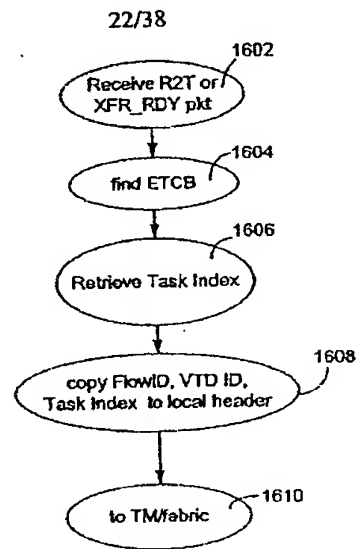 22/38
1602
Receive R2T or
XFR_RDY pkt
1604
find ETCB
1606
Retrieve Task Index
1608
copy FlowID, VTD ID,
Task Index to local header
1610
to TM/fabric